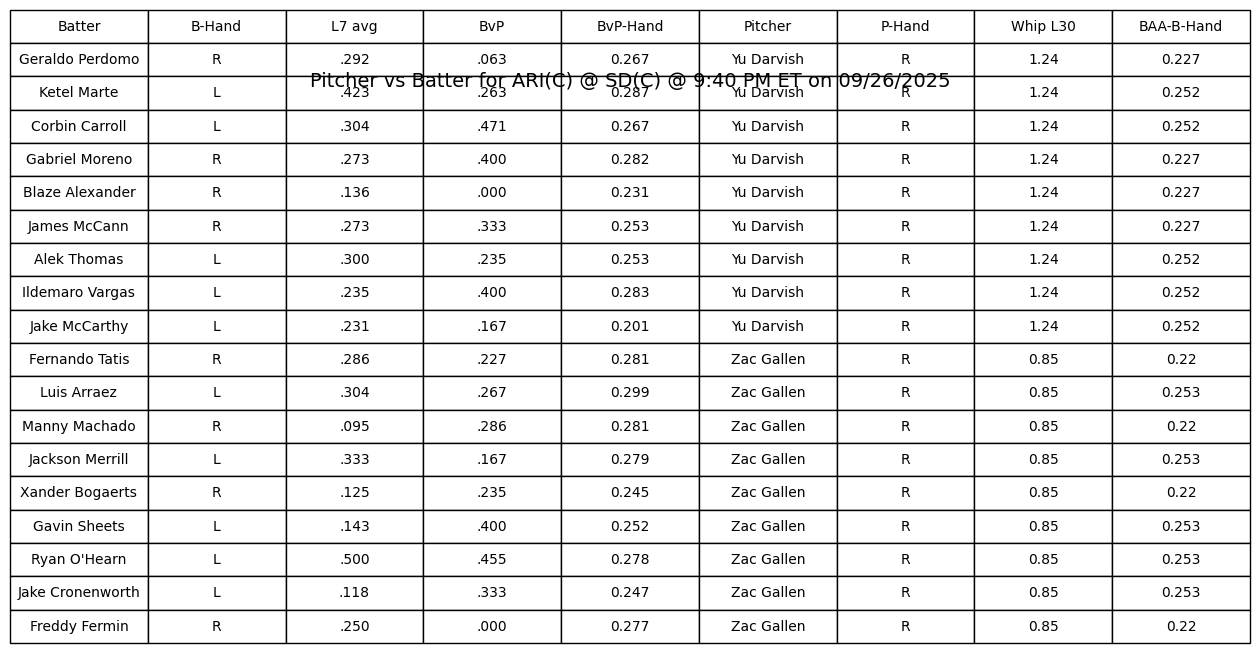 Batter B-Hand L7 avg BvP BvP-Hand Pitcher P-Hand Whip L30 BAA-B-Hand
Geraldo Perdomo R .292 .063 0.267 Yu Darvish R 1.24 0.227
Pitcher vs Batter for ARI(C) @ SD(C) @ 9:40 PM ET on 09/26/2025
Ketel Marte L .423 .263 0.287 Yu Darvish R 1.24 0.252
Corbin Carroll L .304 .471 0.267 Yu Darvish R 1.24 0.252
Gabriel Moreno R .273 .400 0.282 Yu Darvish R 1.24 0.227
Blaze Alexander R .136 .000 0.231 Yu Darvish R 1.24 0.227
James McCann R .273 .333 0.253 Yu Darvish R 1.24 0.227
Alek Thomas L .300 .235 0.253 Yu Darvish R 1.24 0.252
Ildemaro Vargas L .235 .400 0.283 Yu Darvish R 1.24 0.252
Jake McCarthy L .231 .167 0.201 Yu Darvish R 1.24 0.252
Fernando Tatis R .286 .227 0.281 Zac Gallen R 0.85 0.22
Luis Arraez L .304 .267 0.299 Zac Gallen R 0.85 0.253
Manny Machado R .095 .286 0.281 Zac Gallen R 0.85 0.22
Jackson Merrill L .333 .167 0.279 Zac Gallen R 0.85 0.253
Xander Bogaerts R .125 .235 0.245 Zac Gallen R 0.85 0.22
Gavin Sheets L .143 .400 0.252 Zac Gallen R 0.85 0.253
Ryan O'Hearn L .500 .455 0.278 Zac Gallen R 0.85 0.253
Jake Cronenworth L .118 .333 0.247 Zac Gallen R 0.85 0.253
Freddy Fermin R .250 .000 0.277 Zac Gallen R 0.85 0.22